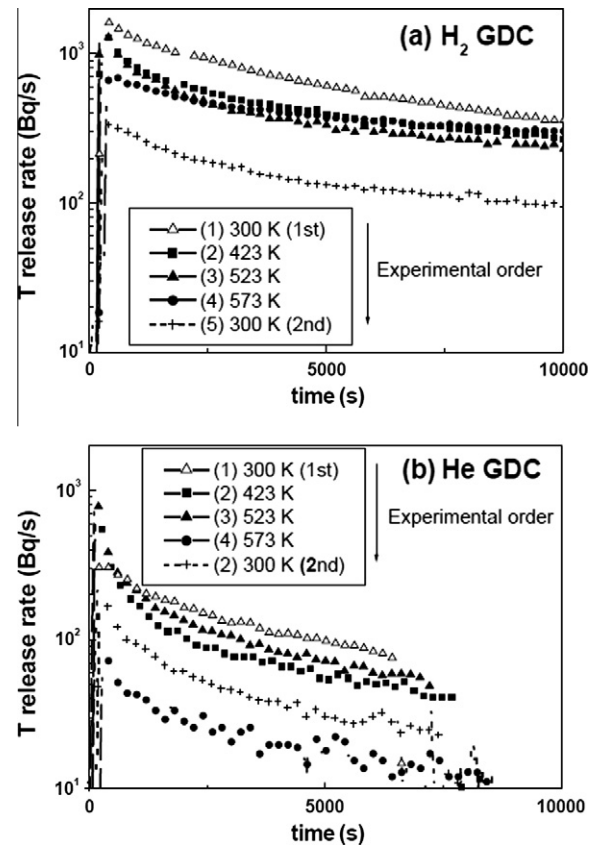 (a) H₂ GDC
T release rate (Bq/s)
10³
10²
10¹
(1) 300 K (1st)
(2) 423 K
(3) 523 K
(4) 573 K
(5) 300 K (2nd)
Experimental order
0 5000 10000
time (s)
(b) He GDC
T release rate (Bq/s)
10³
10²
10¹
(1) 300 K (1st)
(2) 423 K
(3) 523 K
(4) 573 K
(2) 300 K (2nd)
Experimental order
0 5000 10000
time (s)